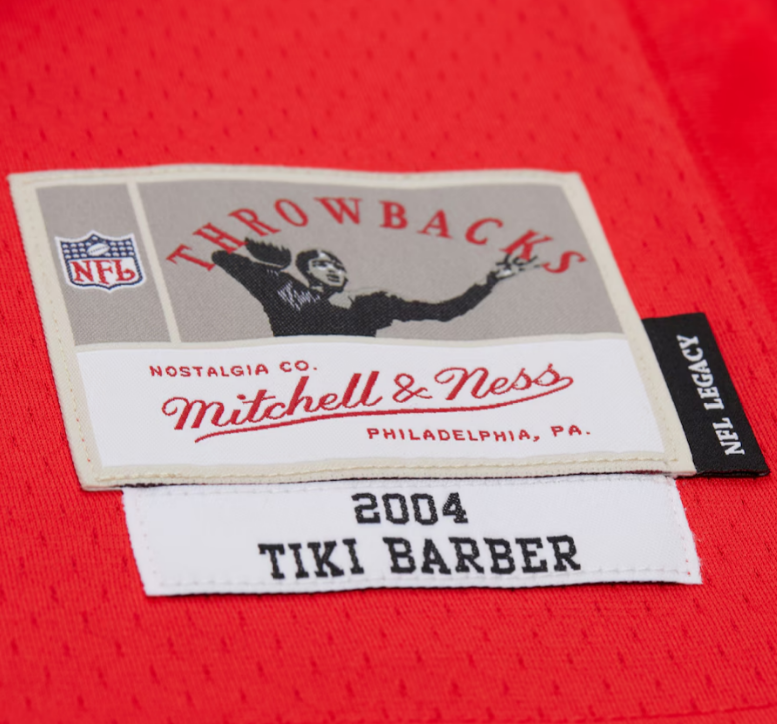 THROWBACKS
NFL
NOSTALGIA CO.
Mitchell & Ness
PHILADELPHIA, PA.
NFL LEGACY
2004
TIKI BARBER